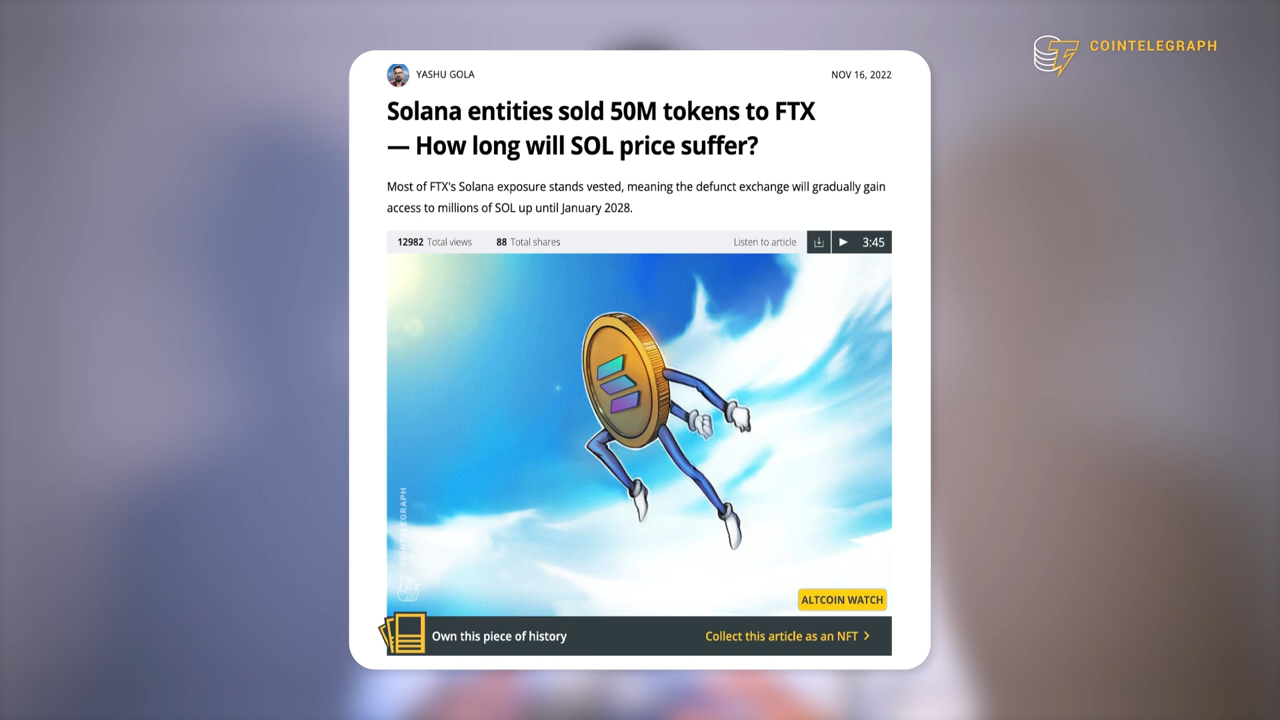 COINTELEGRAPH
YASHU GOLA
NOV 16, 2022
Solana entities sold 50M tokens to FTX
— How long will SOL price suffer?
Most of FTX's Solana exposure stands vested, meaning the defunct exchange will gradually gain
access to millions of SOL up until January 2028.
12982 Total views 88 Total shares Listen to article 3:45
COINTELEGRAPH
ALTCOIN WATCH
Own this piece of history
Collect this article as an NFT